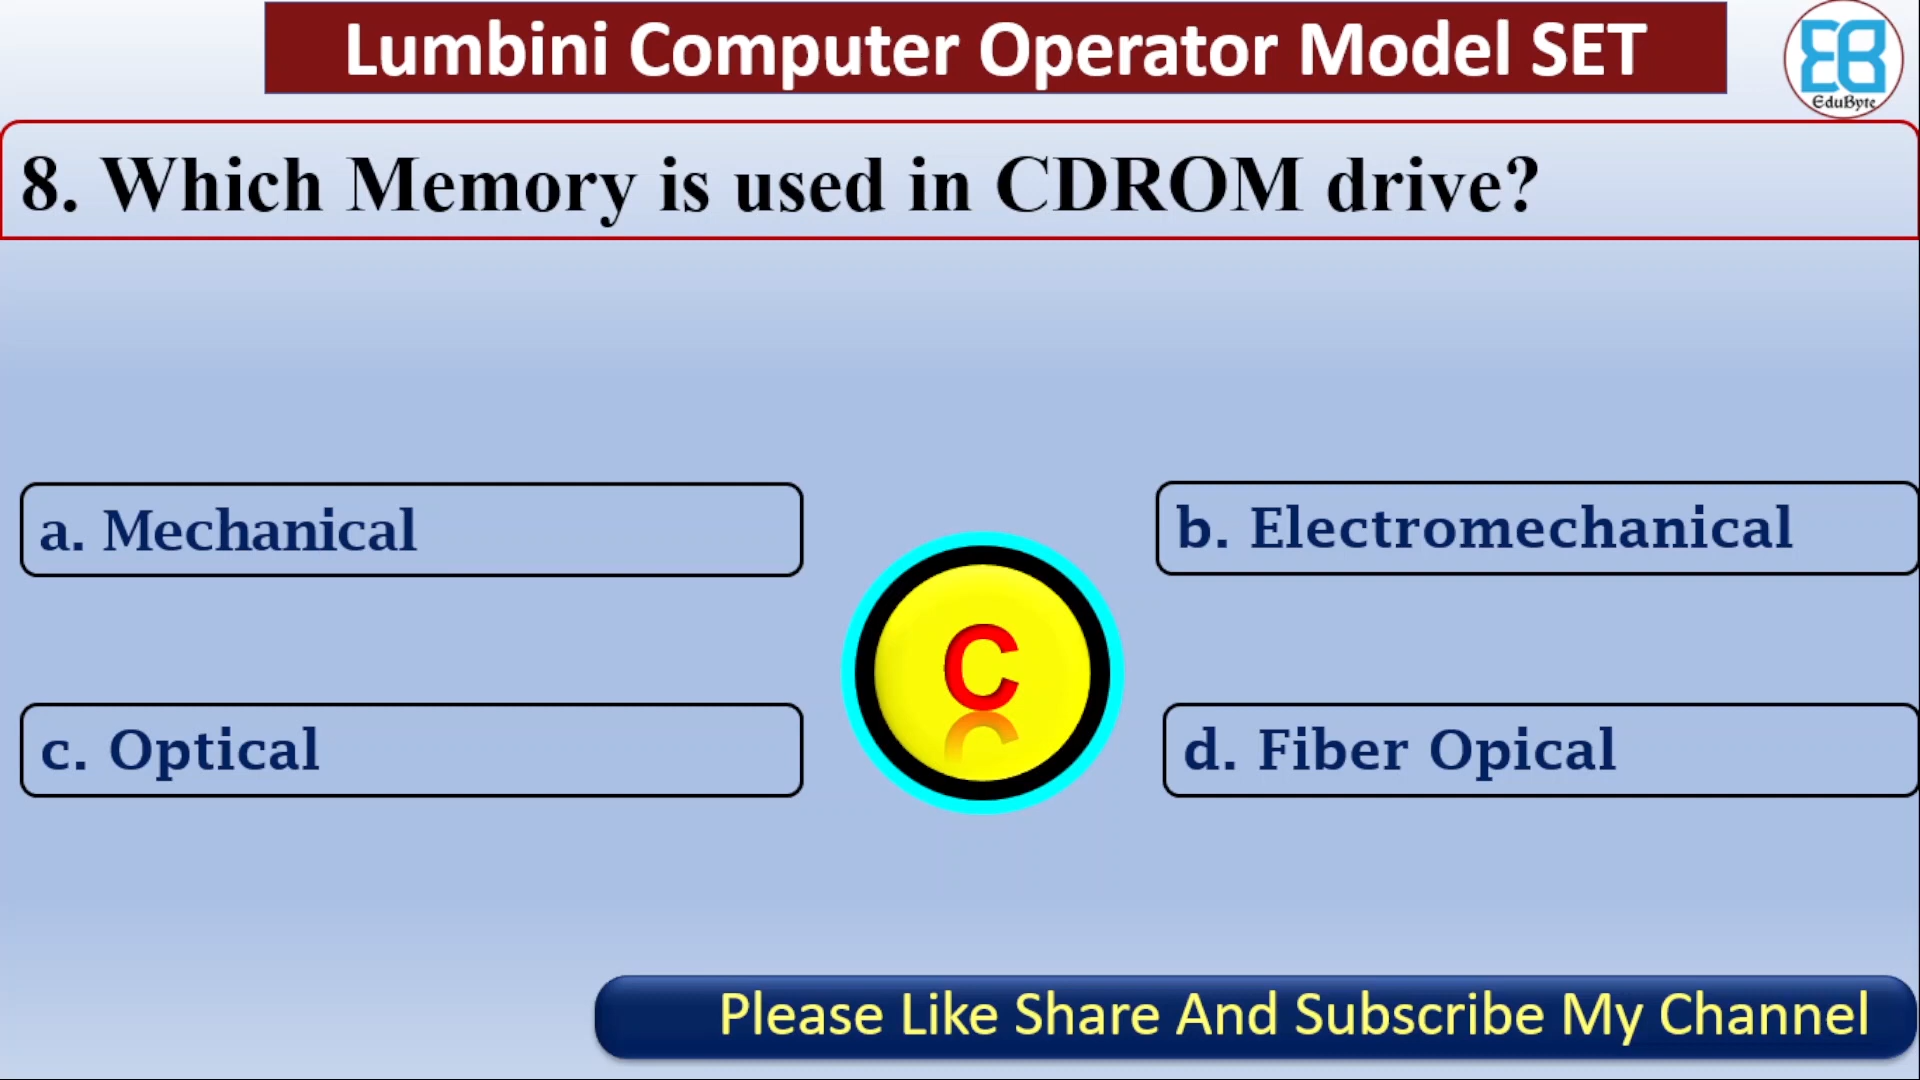 Lumbini Computer Operator Model SET
EduByte
8. Which Memory is used in CDROM drive?
a. Mechanical
b. Electromechanical
C
c. Optical
d. Fiber Opical
Please Like Share And Subscribe My Channel